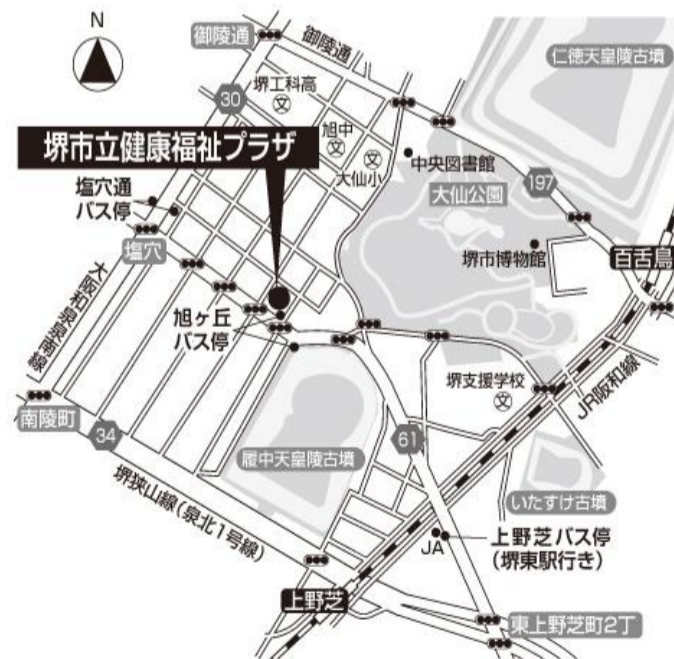 N
御陵通
御陵通
仁徳天皇陵古墳
堺工科高
文
30
旭中
文
文
大仙小
堺市立健康福祉プラザ
中央図書館
大仙公園
197
塩穴通
バス停
塩穴
堺市博物館
百舌鳥
大阪和泉泉南線
旭ヶ丘
バス停
堺支援学校
文
JR阪和線
南陵町
34
61
履中天皇陵古墳
いたすけ古墳
堺狭山線(泉北1号線)
JA
上野芝バス停
(堺東駅行き)
上野芝
東上野芝町2丁